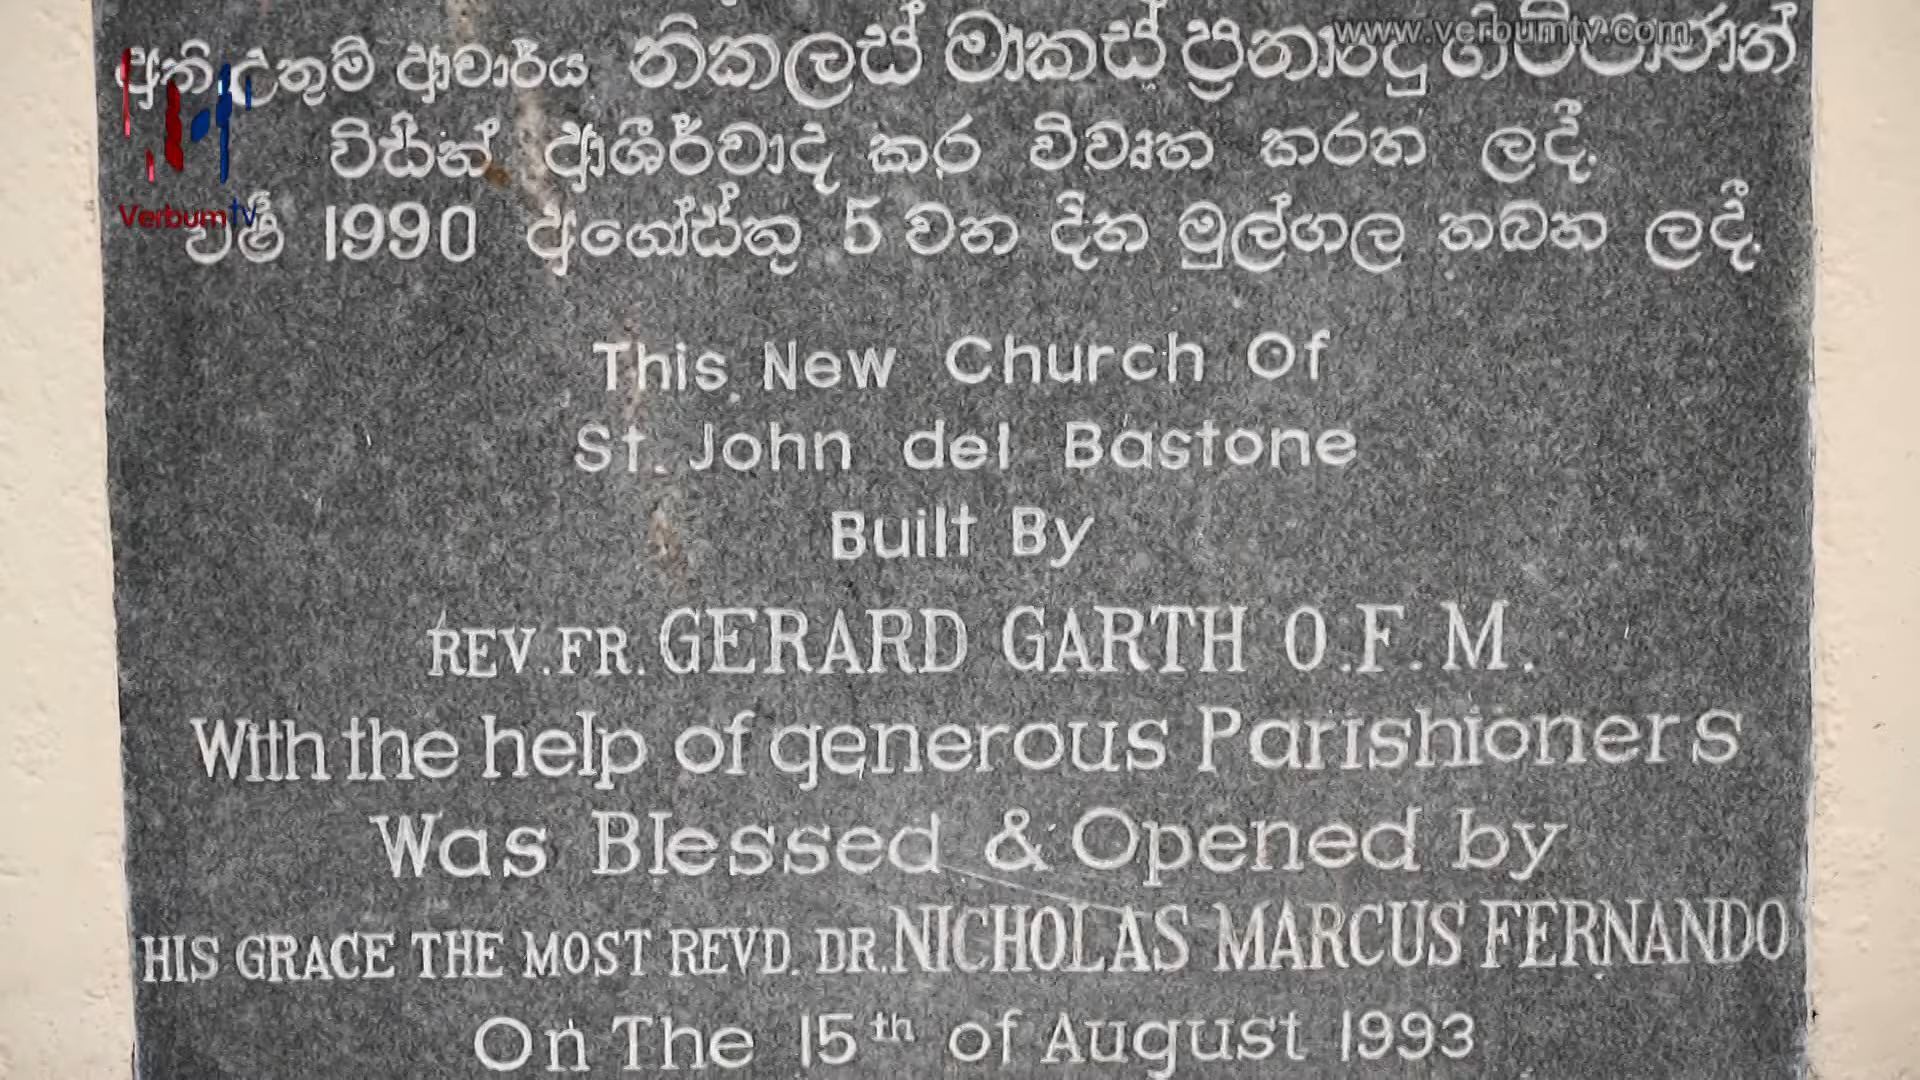 www.verbumtv.com
අති උතුම් ආචාර්ය නිකලස් මාකස් ප්‍රනාන්දු
විසින් ආශීර්වාද කර විවෘත කරන ලදී.
Verbum tv
වර්ෂ 1990 අගෝස්තු 5 වන දින මුල්ගල තබන ලදී.
This New Church Of
St. John del Bastone
Built By
REV. FR. GERARD GARTH O.F.M.
With the help of generous Parishioners
Was Blessed & Opened by
HIS GRACE THE MOST REVD. DR. NICHOLAS MARCUS FERNANDO
On The 15th of August 1993